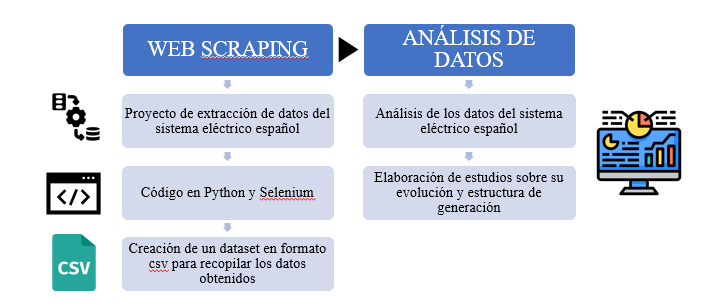 WEB SCRAPING
Proyecto de extracción de datos del
sistema eléctrico español
</>
Código en Python y Selenium
CSV
Creación de un dataset en formato
csv para recopilar los datos
obtenidos
ANÁLISIS DE
DATOS
Análisis de los datos del sistema
eléctrico español
Elaboración de estudios sobre su
evolución y estructura de
generación